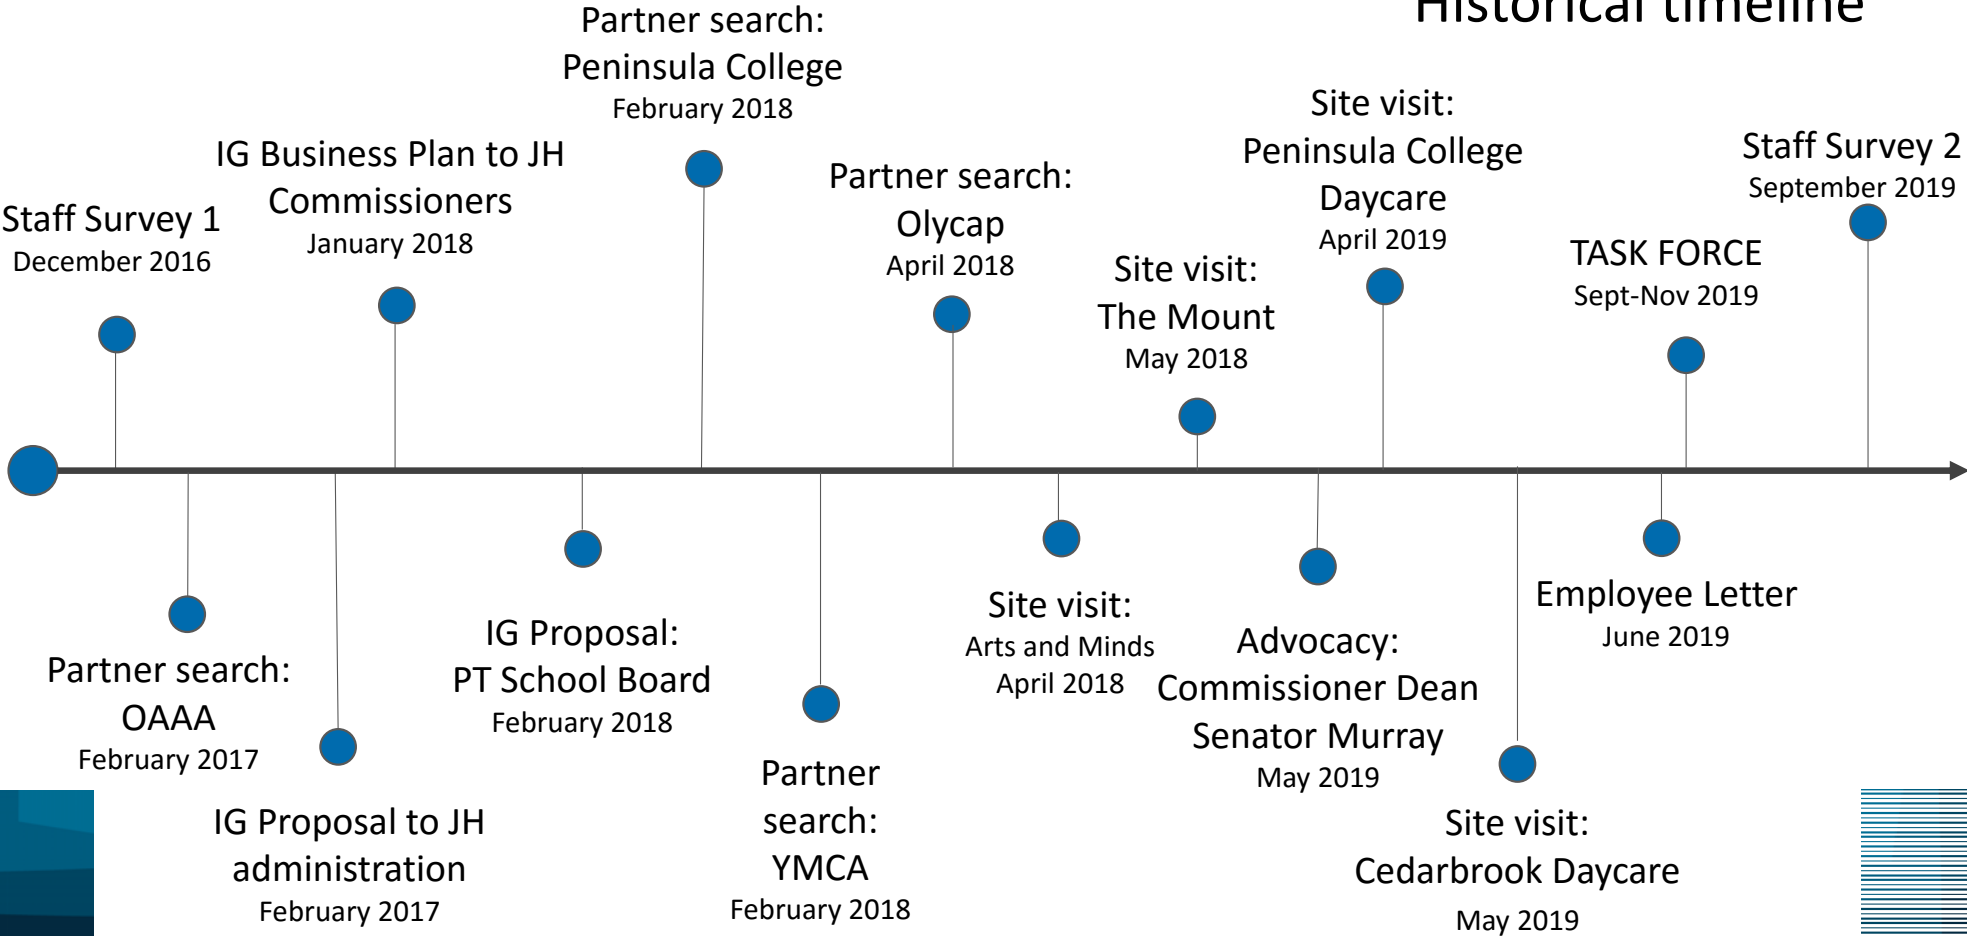 Historical timeline
Staff Survey 1
December 2016
Partner search:
OAAA
February 2017
IG Proposal to JH
administration
February 2017
IG Business Plan to JH
Commissioners
January 2018
IG Proposal:
PT School Board
February 2018
Partner search:
Peninsula College
February 2018
Partner
search:
YMCA
February 2018
Partner search:
Olycap
April 2018
Site visit:
Arts and Minds
April 2018
Site visit:
The Mount
May 2018
Advocacy:
Commissioner Dean
Senator Murray
May 2019
Site visit:
Peninsula College
Daycare
April 2019
Site visit:
Cedarbrook Daycare
May 2019
Employee Letter
June 2019
TASK FORCE
Sept-Nov 2019
Staff Survey 2
September 2019